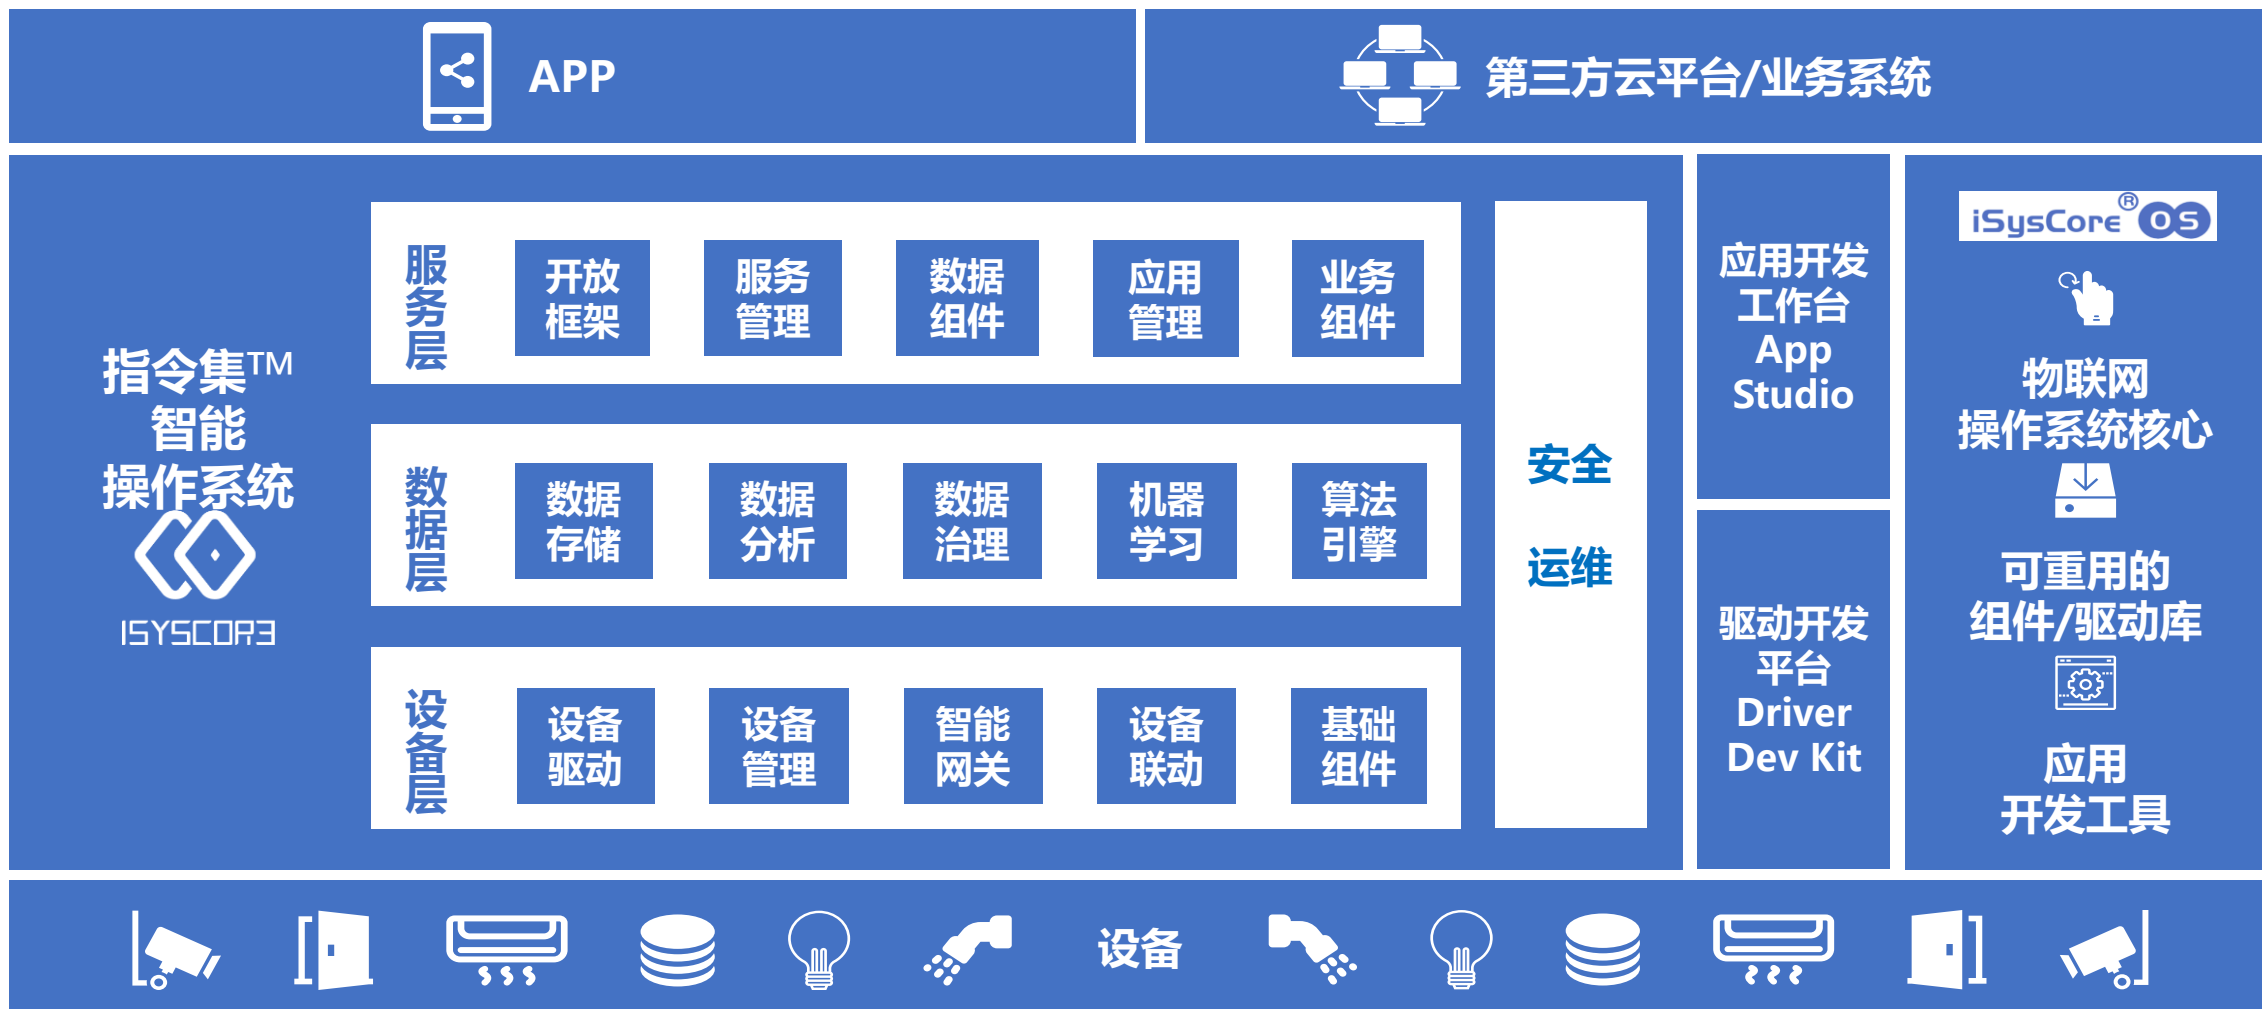 APP
第三方云平台/业务系统
指令集™
智能
操作系统
ISYSCORE
服务层
开放
框架
服务
管理
数据
组件
应用
管理
业务
组件
数据层
数据
存储
数据
分析
数据
治理
机器
学习
算法
引擎
设备层
设备
驱动
设备
管理
智能
网关
设备
联动
基础
组件
安全
运维
应用开发
工作台
App
Studio
驱动开发
平台
Driver
Dev Kit
iSysCore® OS
物联网
操作系统核心
可重用的
组件/驱动库
应用
开发工具
设备